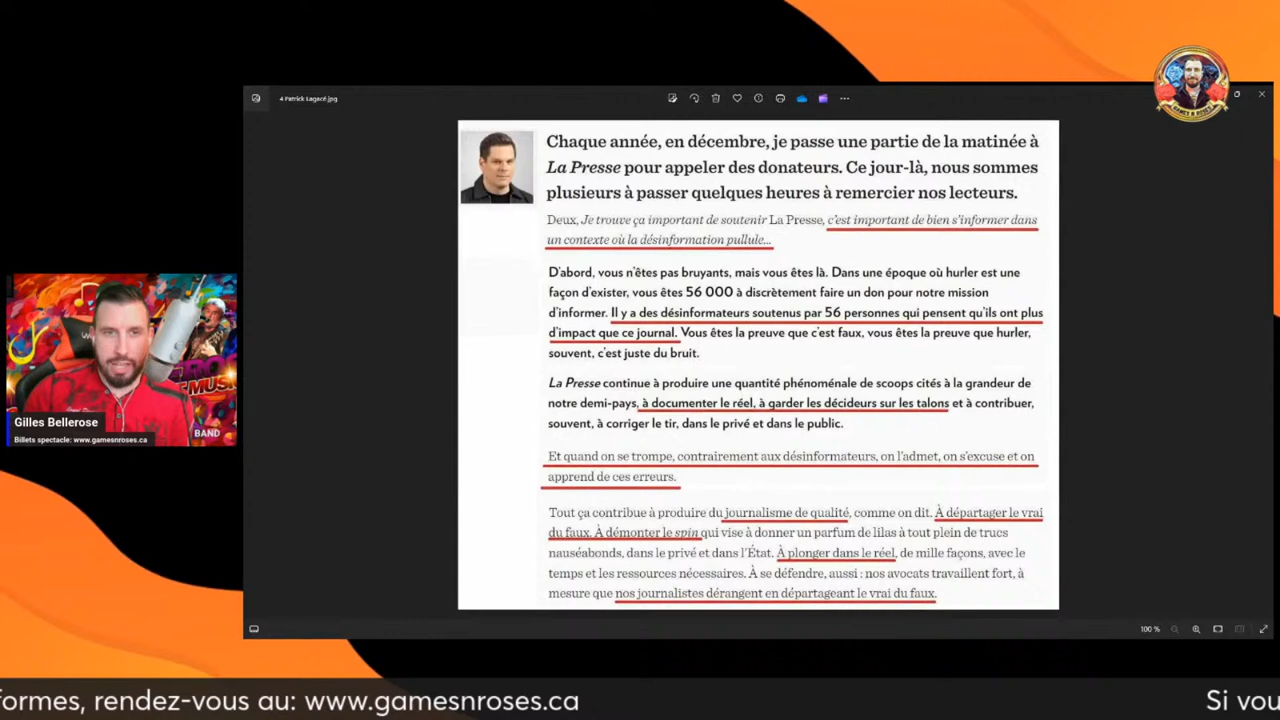 4 Patrick Lagacé.jpg
Chaque année, en décembre, je passe une partie de la matinée à
La Presse pour appeler des donateurs. Ce jour-là, nous sommes
plusieurs à passer quelques heures à remercier nos lecteurs.
Deux, Je trouve ça important de soutenir La Presse, c'est important de bien s'informer dans
un contexte où la désinformation pullule...
D'abord, vous n'êtes pas bruyants, mais vous êtes là. Dans une époque où hurler est une
façon d'exister, vous êtes 56 000 à discrètement faire un don pour notre mission
d'informer. Il y a des désinformateurs soutenus par 56 personnes qui pensent qu'ils ont plus
d'impact que ce journal. Vous êtes la preuve que c'est faux, vous êtes la preuve que hurler,
souvent, c'est juste du bruit.
La Presse continue à produire une quantité phénoménale de scoops cités à la grandeur de
notre demi-pays, à documenter le réel, à garder les décideurs sur les talons et à contribuer,
souvent, à corriger le tir, dans le privé et dans le public.
Et quand on se trompe, contrairement aux désinformateurs, on l'admet, on s'excuse et on
apprend de ces erreurs.
Tout ça contribue à produire du journalisme de qualité, comme on dit. À départager le vrai
du faux. À démonter le spin qui vise à donner un parfum de lilas à tout plein de trucs
nauséabonds, dans le privé et dans l'État. À plonger dans le réel, de mille façons, avec le
temps et les ressources nécessaires. À se défendre, aussi : nos avocats travaillent fort, à
mesure que nos journalistes dérangent en départageant le vrai du faux.
100 %
Gilles Bellerose
Billets spectacle: www.gamesnroses.ca
BAND
GAMES N ROSES
formes, rendez-vous au: www.gamesnroses.ca
Si vou